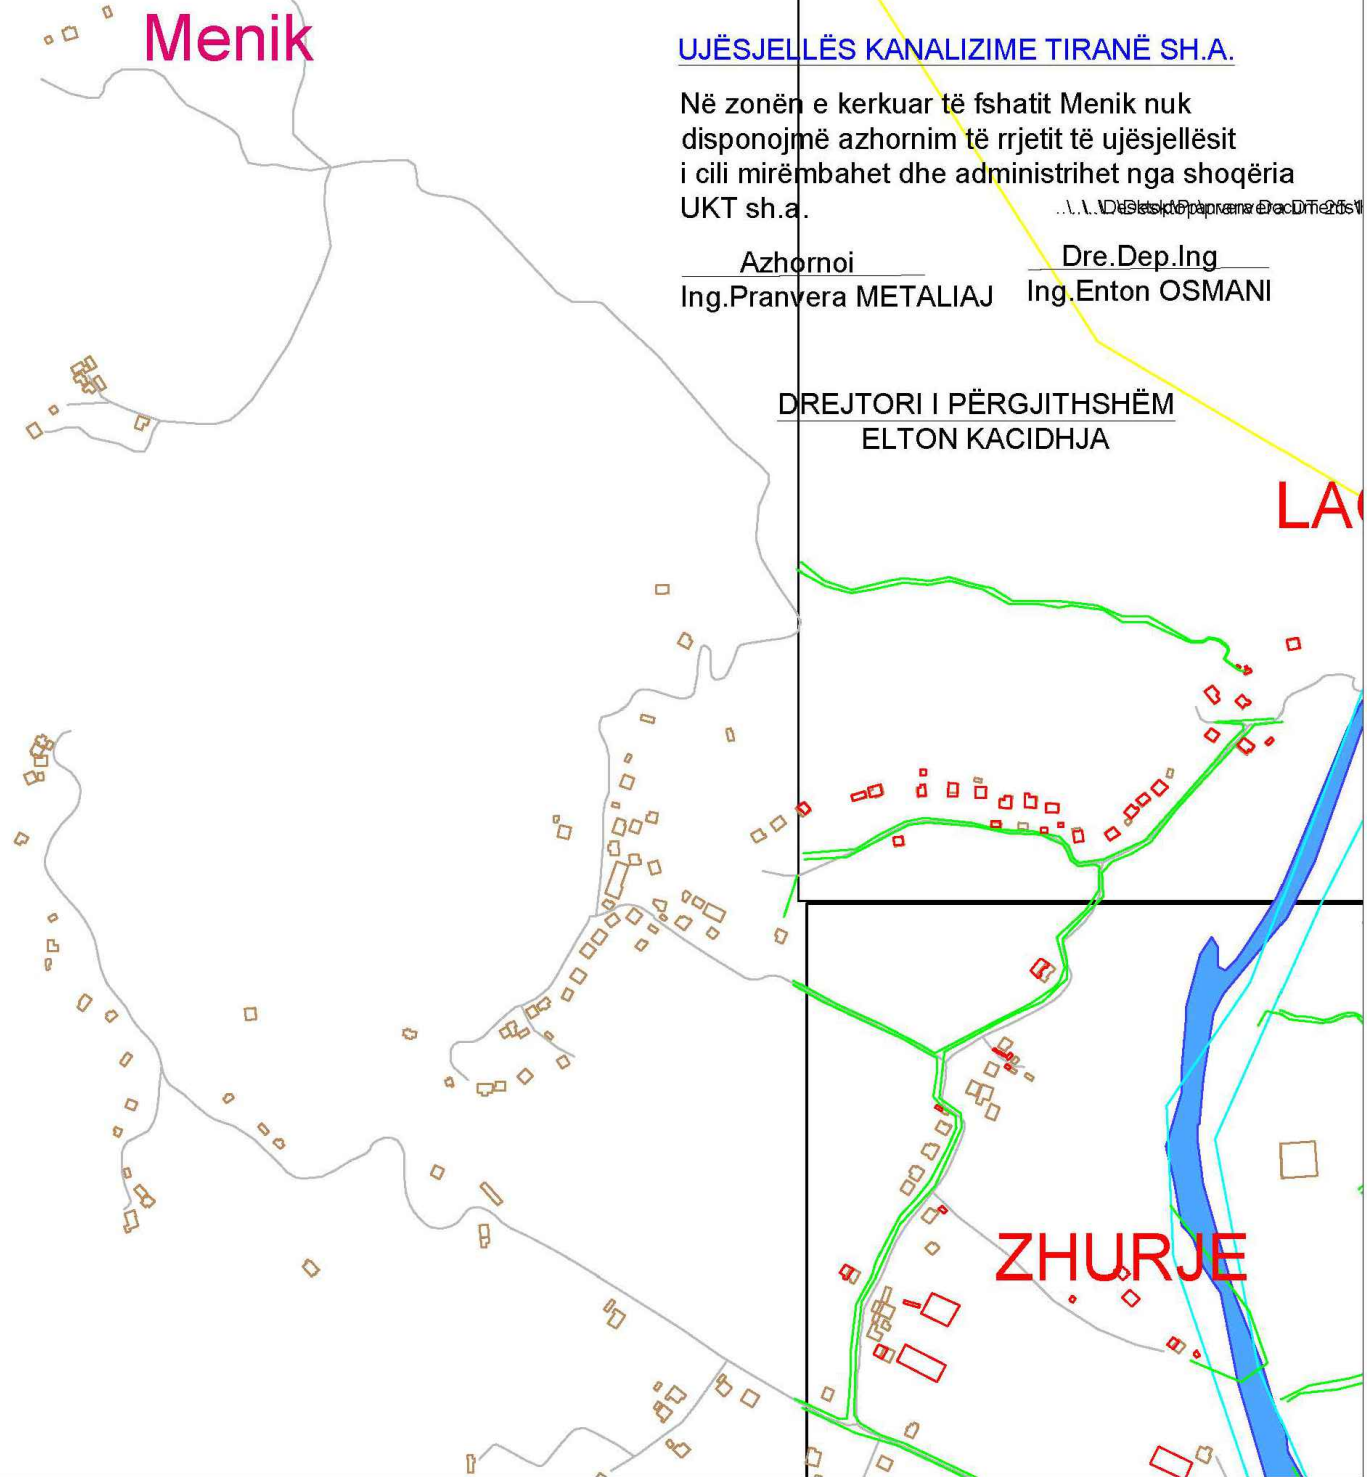 Menik
UJËSJELLËS KANALIZIME TIRANË SH.A.
Në zonën e kerkuar të fshatit Menik nuk
disponojmë azhornim të rrjetit të ujësjellësit
i cili mirëmbahet dhe administrihet nga shoqëria
UKT sh.a.
Azhornoi
Ing.Pranvera METALIAJ
Dre.Dep.Ing
Ing.Enton OSMANI
DREJTORI I PËRGJITHSHËM
ELTON KACIDHJA
ZHURJE